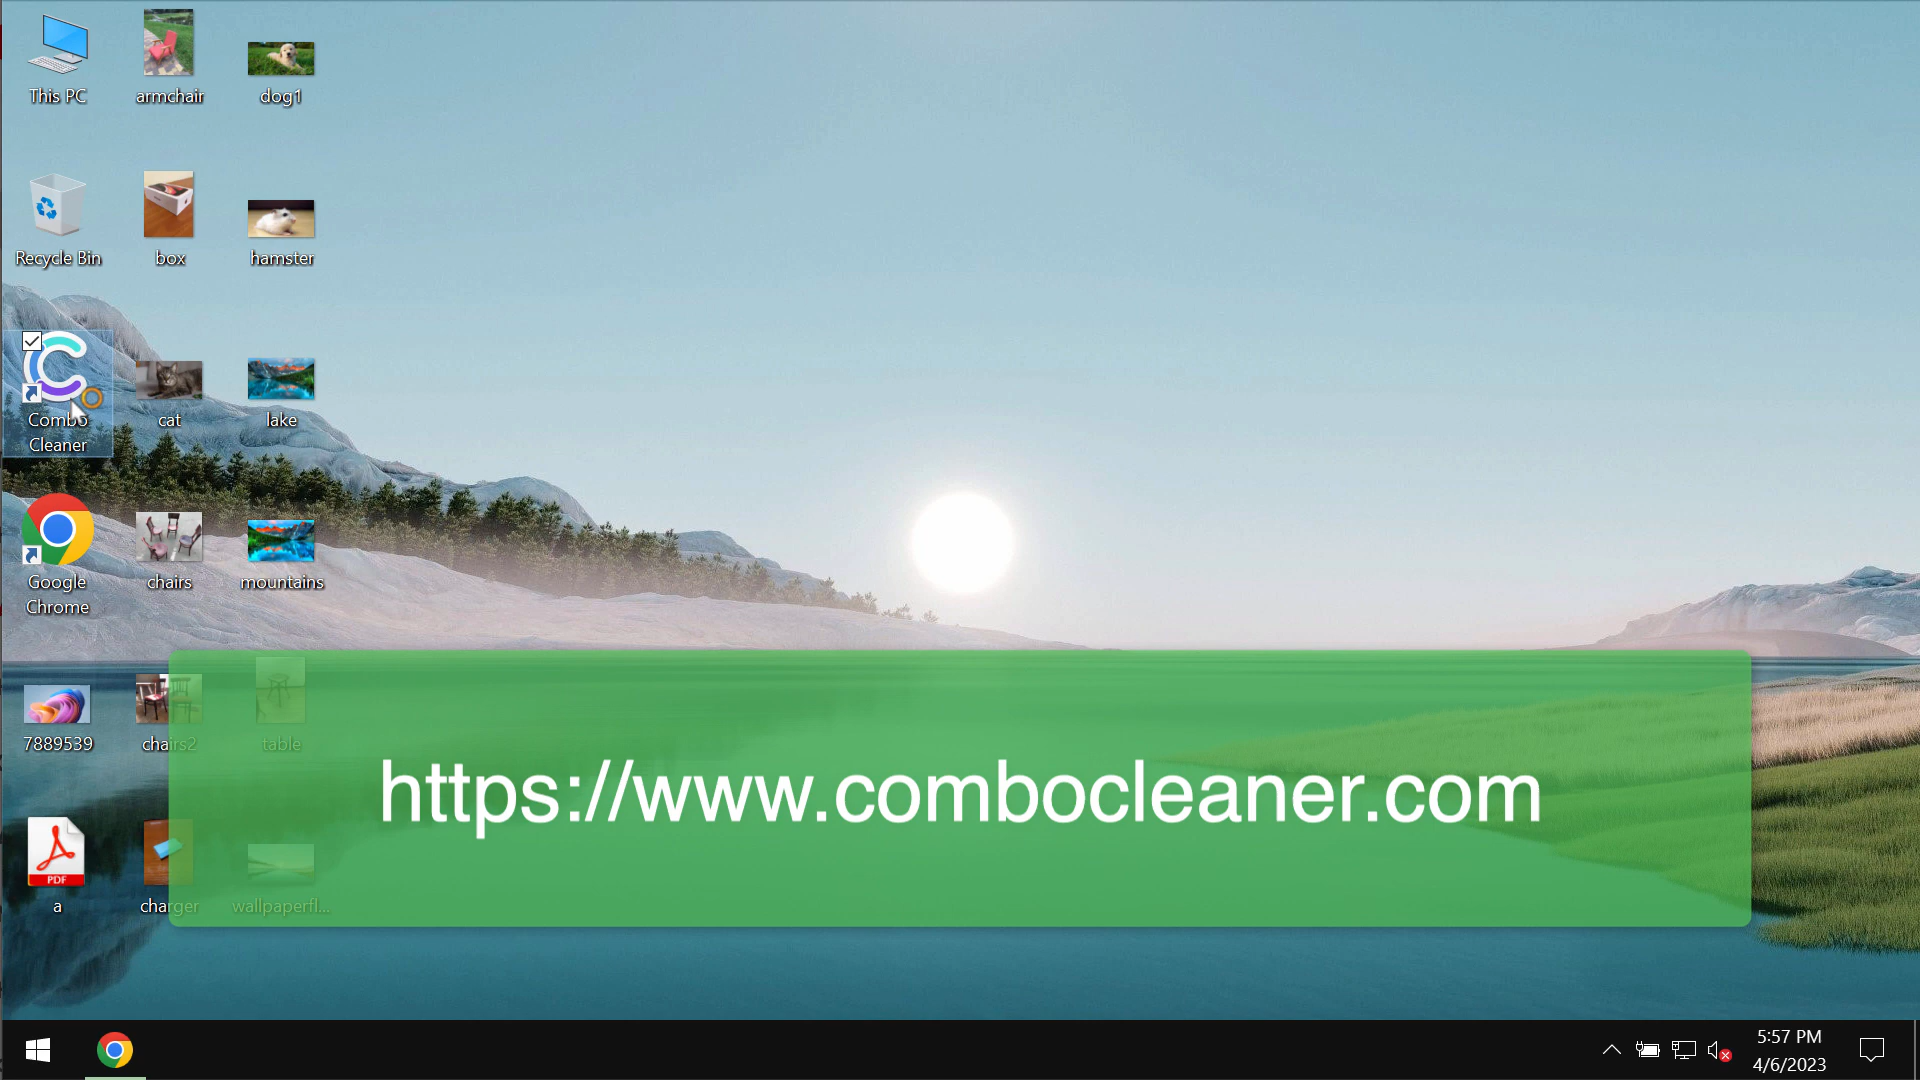 This PC
armchair
dog1
Recycle Bin
box
hamster
Combo
Cleaner
cat
lake
Google
Chrome
chairs
mountains
7889539
chairs2
table
https://www.combocleaner.com
PDF
a
charger
wallpaperfl...
5:57 PM
4/6/2023